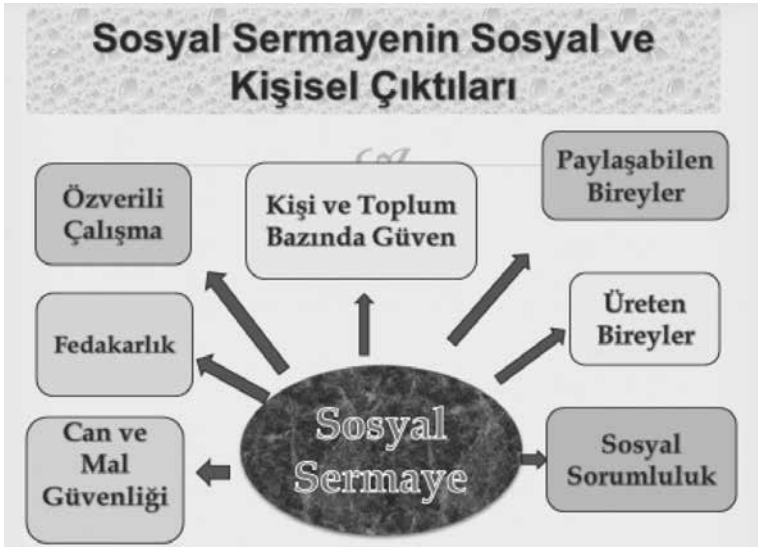 Sosyal Sermayenin Sosyal ve
Kişisel Çıktıları
Özverili
Çalışma
Kişi ve Toplum
Bazında Güven
Paylaşabilen
Bireyler
Fedakarlık
Üreten
Bireyler
Can ve
Mal
Güvenliği
Sosyal
Sermaye
Sosyal
Sorumluluk